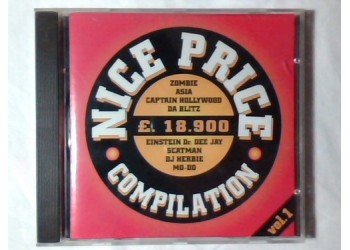 NICE PRICE
ZOMBIE
ASIA
CAPTAIN HOLLYWOOD
DA BLITZ
£. 18.900
EINSTEIN Dr. DEE JAY
SCATMAN
DJ HERBIE
MO-DO
COMPILATION
vol.1